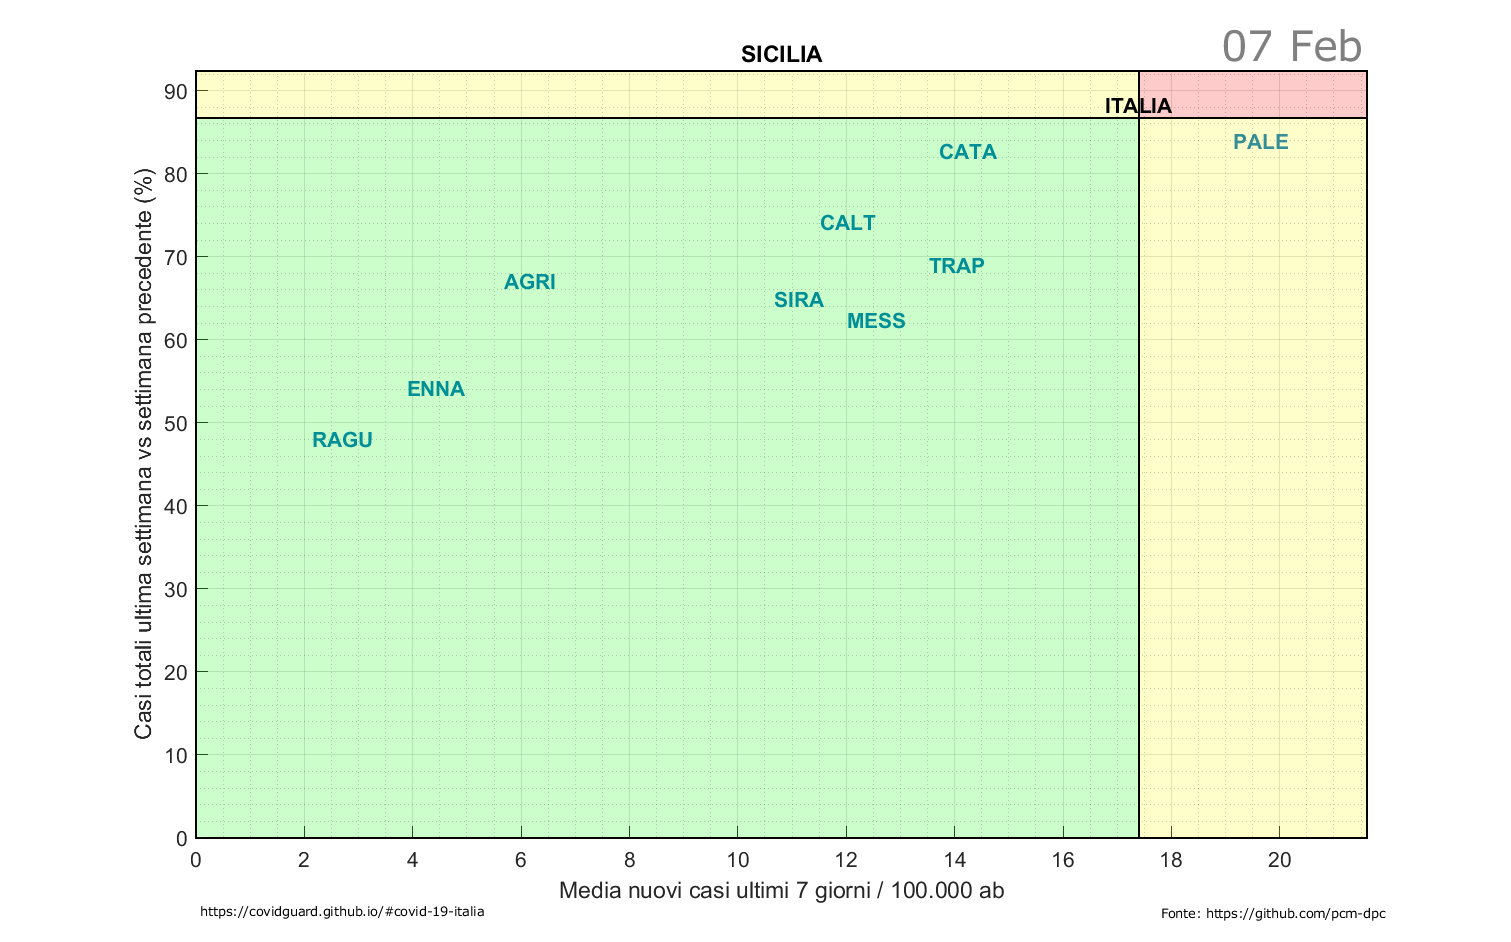 07 Feb
SICILIA
90
ITALIA
PALE
CATA
80
CALT
70
TRAP
AGRI
SIRA
MESS
60
ENNA
50
RAGU
40
30
20
10
0
Casi totali ultima settimana vs settimana precedente (%)
0 2 4 6 8 10 12 14 16 18 20
Media nuovi casi ultimi 7 giorni / 100.000 ab
https://covidguard.github.io/#covid-19-italia
Fonte: https://github.com/pcm-dpc